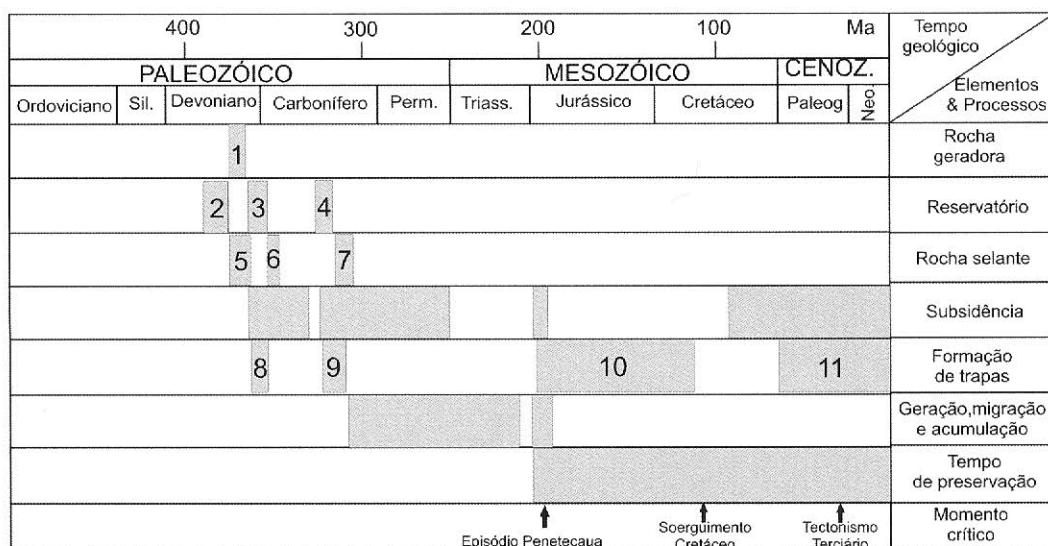 400 300 200 100 Ma
Tempo
geológico
Elementos
& Processos
PALEOZÓICO MESOZÓICO CENOZ.
Ordoviciano Sil. Devoniano Carbonífero Perm. Triass. Jurássico Cretáceo Paleog Neo.
1
Rocha
geradora
2 3 4
Reservatório
5 6 7
Rocha selante
Subsidência
8 9 10 11
Formação
de trapas
Geração,migração
e acumulação
Tempo
de preservação
Episódio Penetecaua
Soerguimento
Cretáceo
Tectonismo
Terciário
Momento
crítico